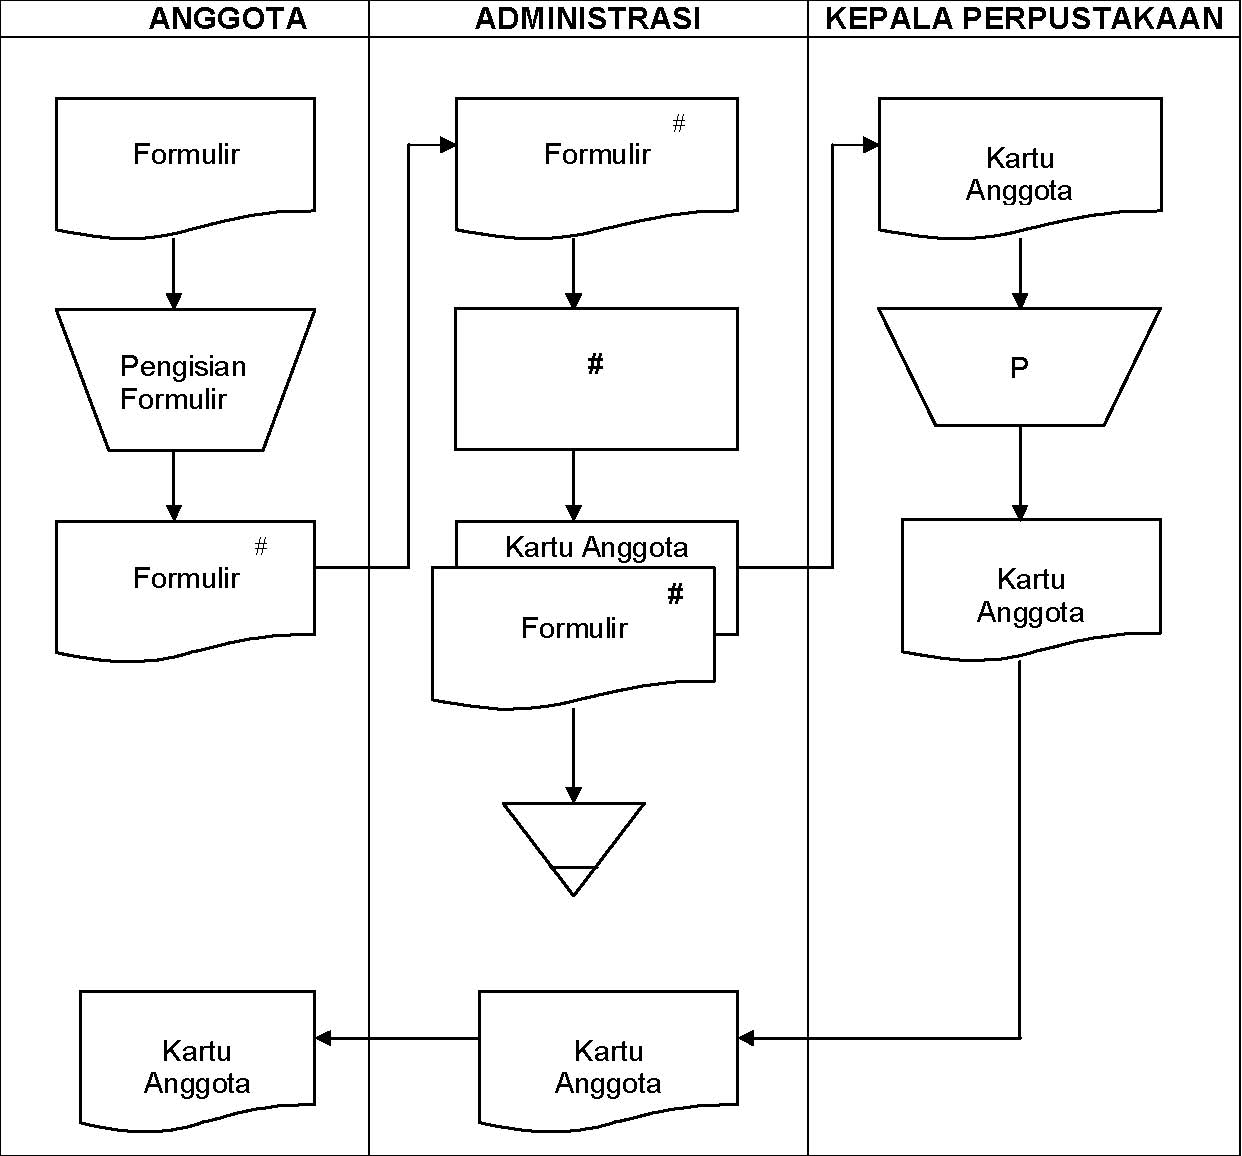 ANGGOTA
ADMINISTRASI
KEPALA PERPUSTAKAAN
Formulir
Pengisian
Formulir
#
Formulir
#
Formulir
#
Kartu Anggota
#
Formulir
Kartu
Anggota
P
Kartu
Anggota
Kartu
Anggota
Kartu
Anggota